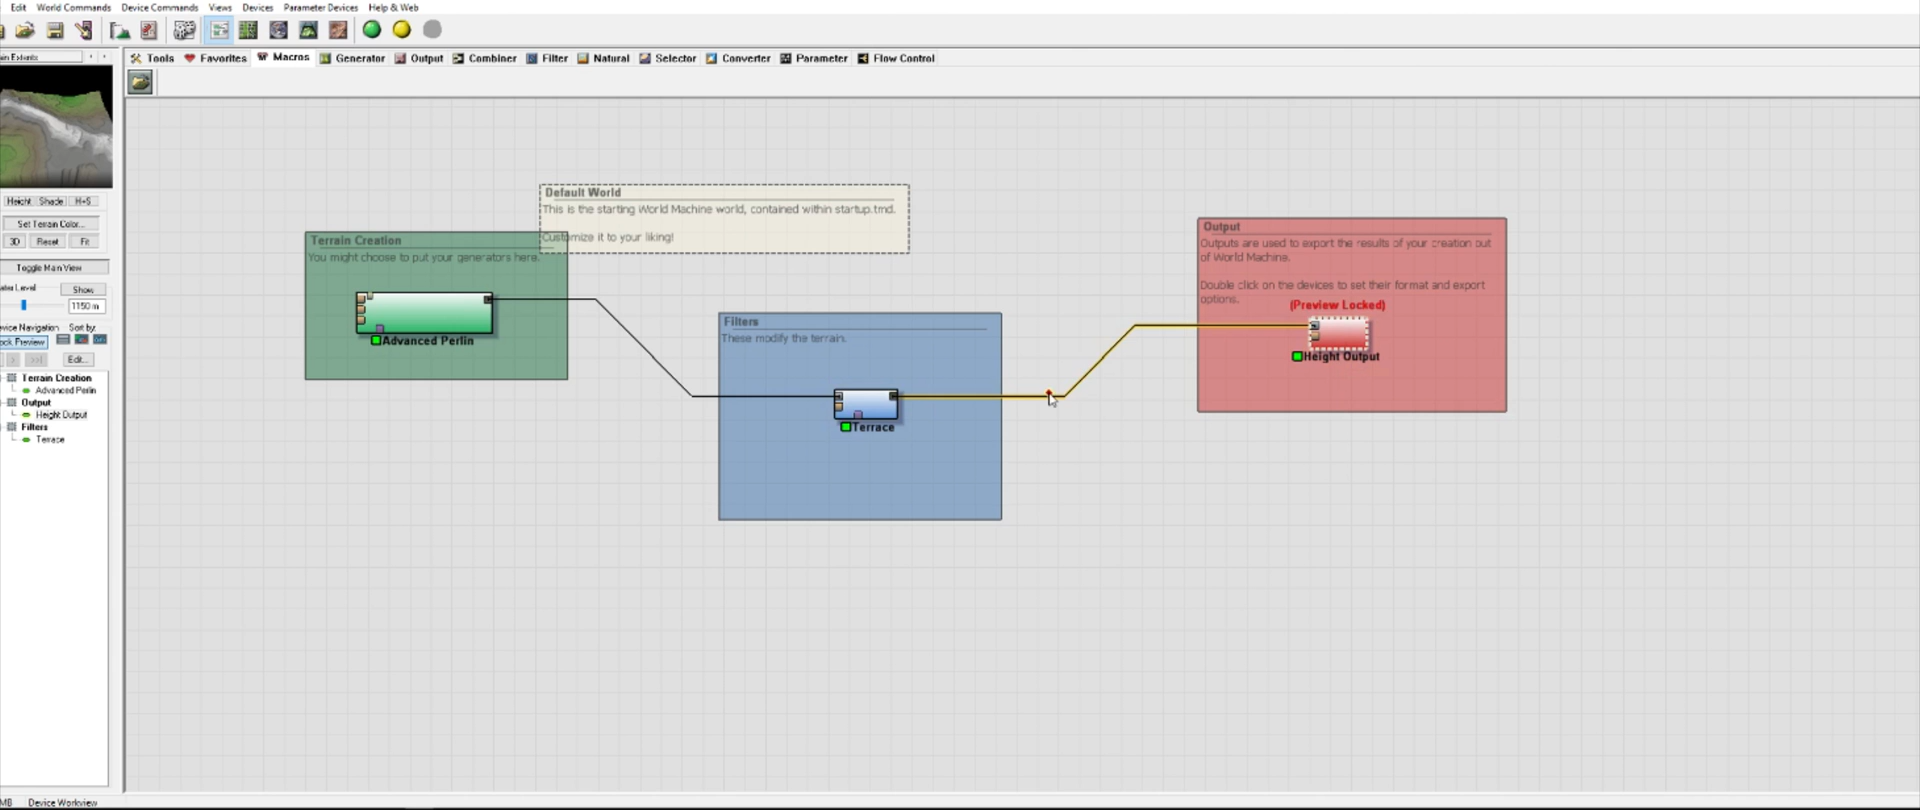 Edit World Commands Device Commands Views Devices Parameter Devices Help & Web
Tools Favorites Macros Generator Output Combiner Filter Natural Selector Converter Parameter Flow Control
Extents
Height Shade H+S
Set Terrain Color...
3D Reset Fit
Toggle Main View
Level Show
1150 m
Navigation Sort by:
Preview
Edit...
Terrain Creation
Advanced Perlin
Output
Height Output
Filters
Terrace
Default World
This is the starting World Machine world, contained within startup.tmd.
Customize it to your liking!
Terrain Creation
You might choose to put your generators here.
Advanced Perlin
Filters
These modify the terrain.
Terrace
Output
Outputs are used to export the results of your creation out
of World Machine.
Double click on the devices to set their format and export
options.
(Preview Locked)
Height Output
MB Device Workview